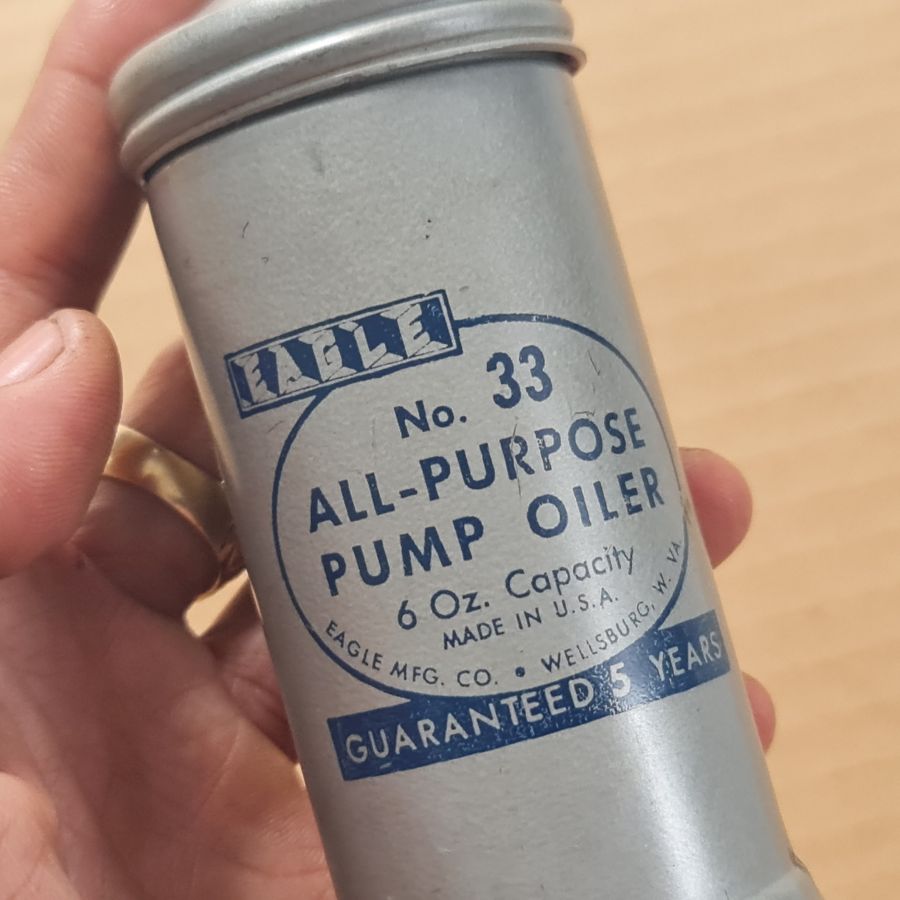 EAGLE
No. 33
ALL-PURPOSE
PUMP OILER
6 Oz. Capacity
MADE IN U.S.A.
EAGLE MFG. CO. • WELLSBURG, W. VA.
GUARANTEED 5 YEARS